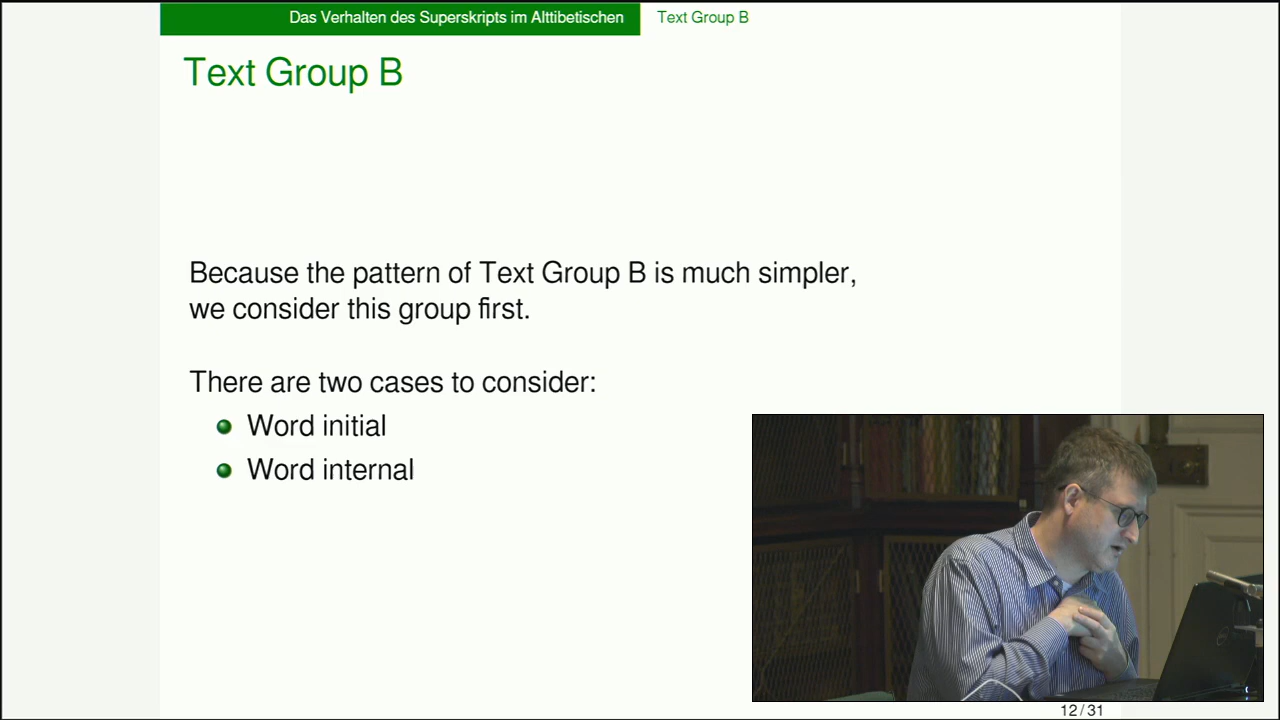 Das Verhalten des Superskripts im Alttibetischen
Text Group B
Text Group B
Because the pattern of Text Group B is much simpler,
we consider this group first.
There are two cases to consider:
Word initial
Word internal
12/31